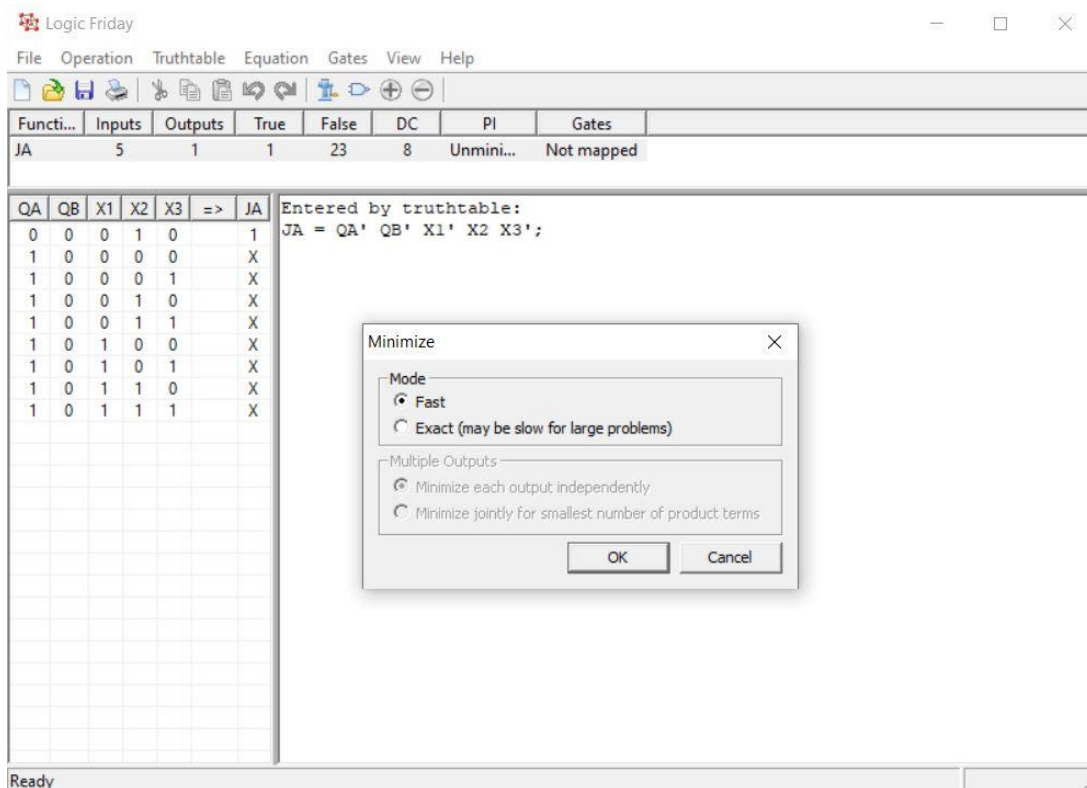 Logic Friday
File Operation Truthtable Equation Gates View Help
Functi... Inputs Outputs True False DC PI Gates
JA 5 1 1 23 8 Unmini... Not mapped
QA QB X1 X2 X3 => JA
0 0 0 1 0 1
1 0 0 0 0 X
1 0 0 0 1 X
1 0 0 1 0 X
1 0 0 1 1 X
1 0 1 0 0 X
1 0 1 0 1 X
1 0 1 1 0 X
1 0 1 1 1 X
Entered by truthtable:
JA = QA' QB' X1' X2 X3';
Minimize
Mode
Fast
Exact (may be slow for large problems)
Multiple Outputs
Minimize each output independently
Minimize jointly for smallest number of product terms
OK Cancel
Ready